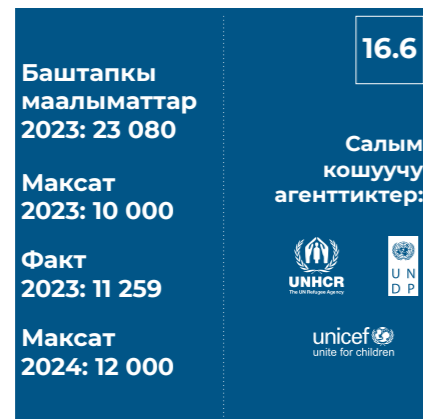 Баштапкы
маалыматтар
2023: 23 080
Максат
2023: 10 000
Факт
2023: 11 259
Максат
2024: 12 000
16.6
Салым
кошуучу
агенттиктер:
UNHCR
The UN Refugee Agency
U N
D P
unicef
unite for children